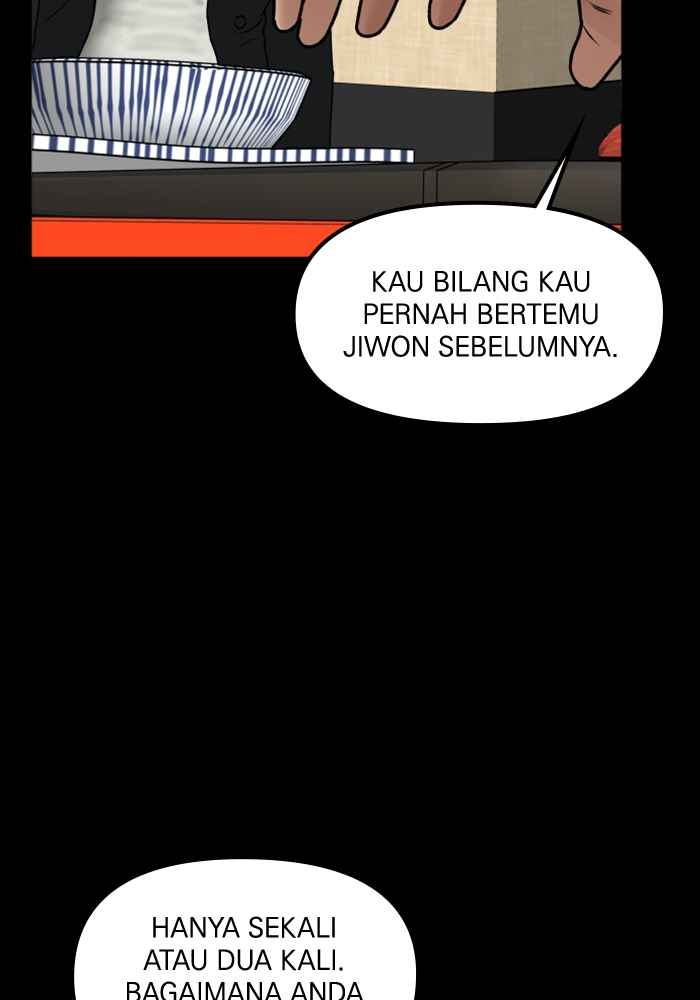 KAU BILANG KAU
PERNAH BERTEMU
JIWON SEBELUMNYA.
HANYA SEKALI
ATAU DUA KALI.
BAGAIMANA ANDA